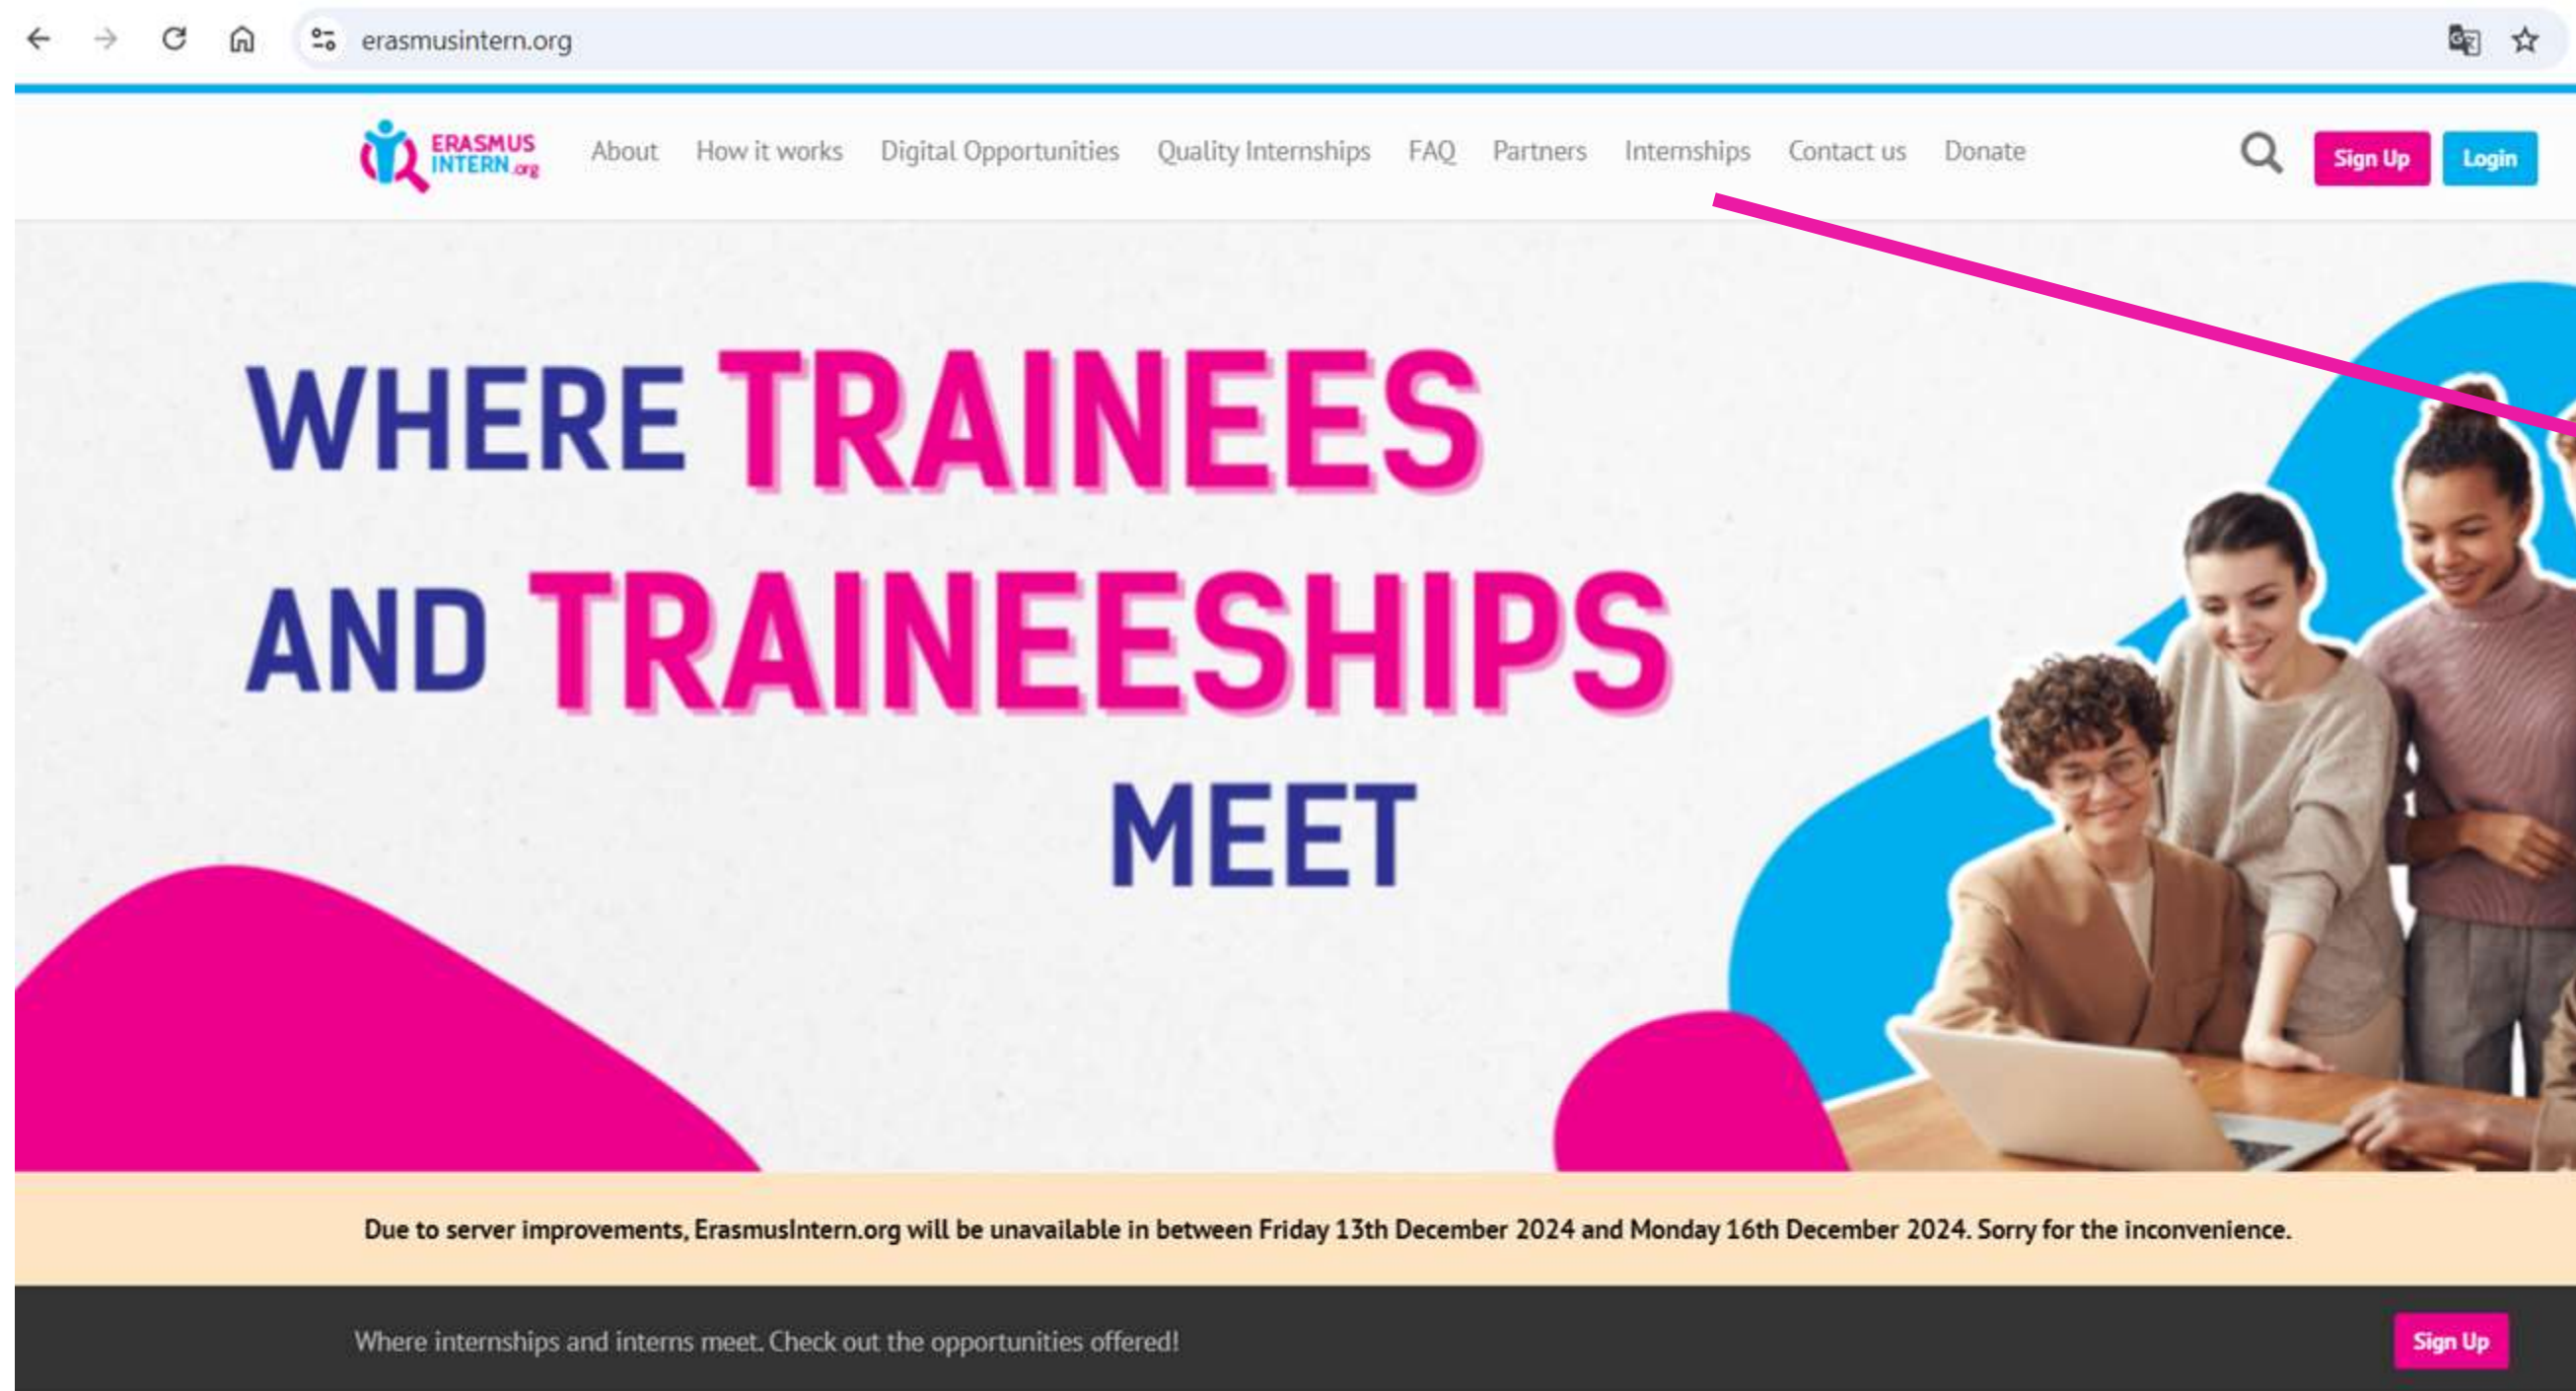 erasmusintern.org
ERASMUS
INTERN.org
About How it works Digital Opportunities Quality Internships FAQ Partners Internships Contact us Donate
Sign Up Login
WHERE TRAINEES
AND TRAINEESHIPS
MEET
Due to server improvements, ErasmusIntern.org will be unavailable in between Friday 13th December 2024 and Monday 16th December 2024. Sorry for the inconvenience.
Where internships and interns meet. Check out the opportunities offered!
Sign Up